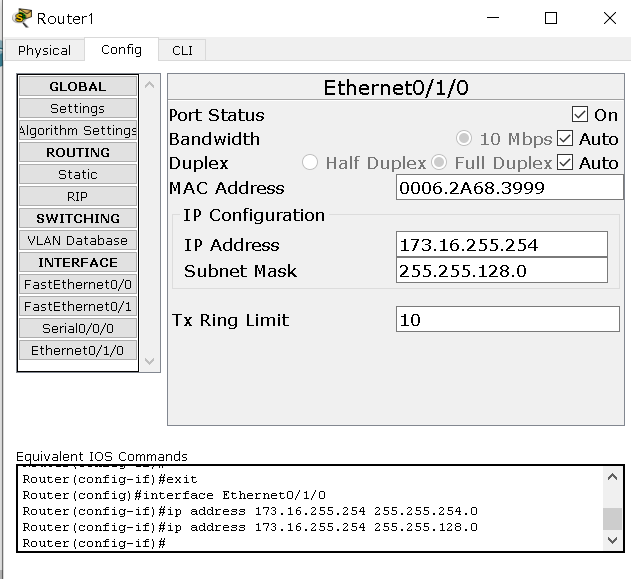 Router1
Physical Config CLI
GLOBAL
Settings
Algorithm Settings
ROUTING
Static
RIP
SWITCHING
VLAN Database
INTERFACE
FastEthernet0/0
FastEthernet0/1
Serial0/0/0
Ethernet0/1/0
Ethernet0/1/0
Port Status On
Bandwidth 10 Mbps Auto
Duplex Half Duplex Full Duplex Auto
MAC Address 0006.2A68.3999
IP Configuration
IP Address 173.16.255.254
Subnet Mask 255.255.128.0
Tx Ring Limit 10
Equivalent IOS Commands
Router(config-if)#exit
Router(config)#interface Ethernet0/1/0
Router(config-if)#ip address 173.16.255.254 255.255.254.0
Router(config-if)#ip address 173.16.255.254 255.255.128.0
Router(config-if)#